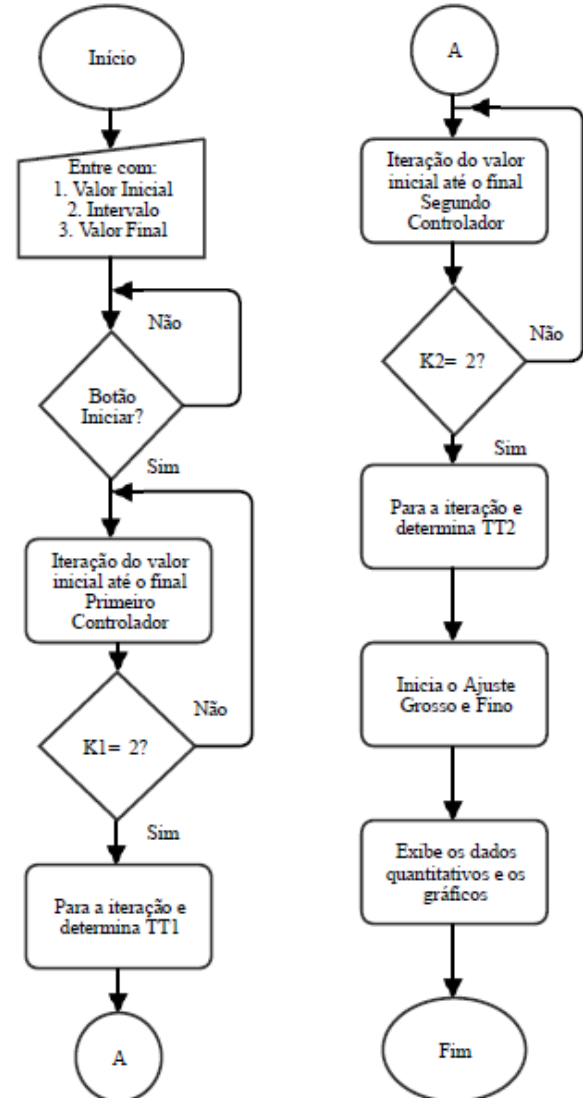 Início
Entre com:
1. Valor Inicial
2. Intervalo
3. Valor Final
Não
Botão
Iniciar?
Sim
Iteração do valor
inicial até o final
Primeiro
Controlador
Não
K1= 2?
Sim
Para a iteração e
determina TT1
A
A
Iteração do valor
inicial até o final
Segundo
Controlador
Não
K2= 2?
Sim
Para a iteração e
determina TT2
Inicia o Ajuste
Grosso e Fino
Exibe os dados
quantitativos e os
gráficos
Fim